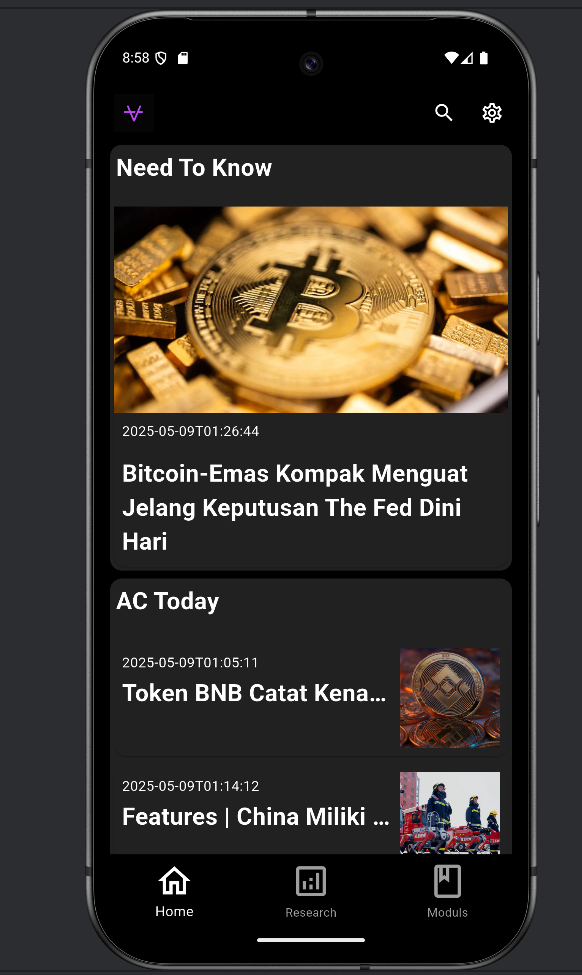 8:58
Need To Know
2025-05-09T01:26:44
Bitcoin-Emas Kompak Menguat
Jelang Keputusan The Fed Dini
Hari
AC Today
2025-05-09T01:05:11
Token BNB Catat Kena...
2025-05-09T01:14:12
Features | China Miliki ...
Home
Research
Moduls